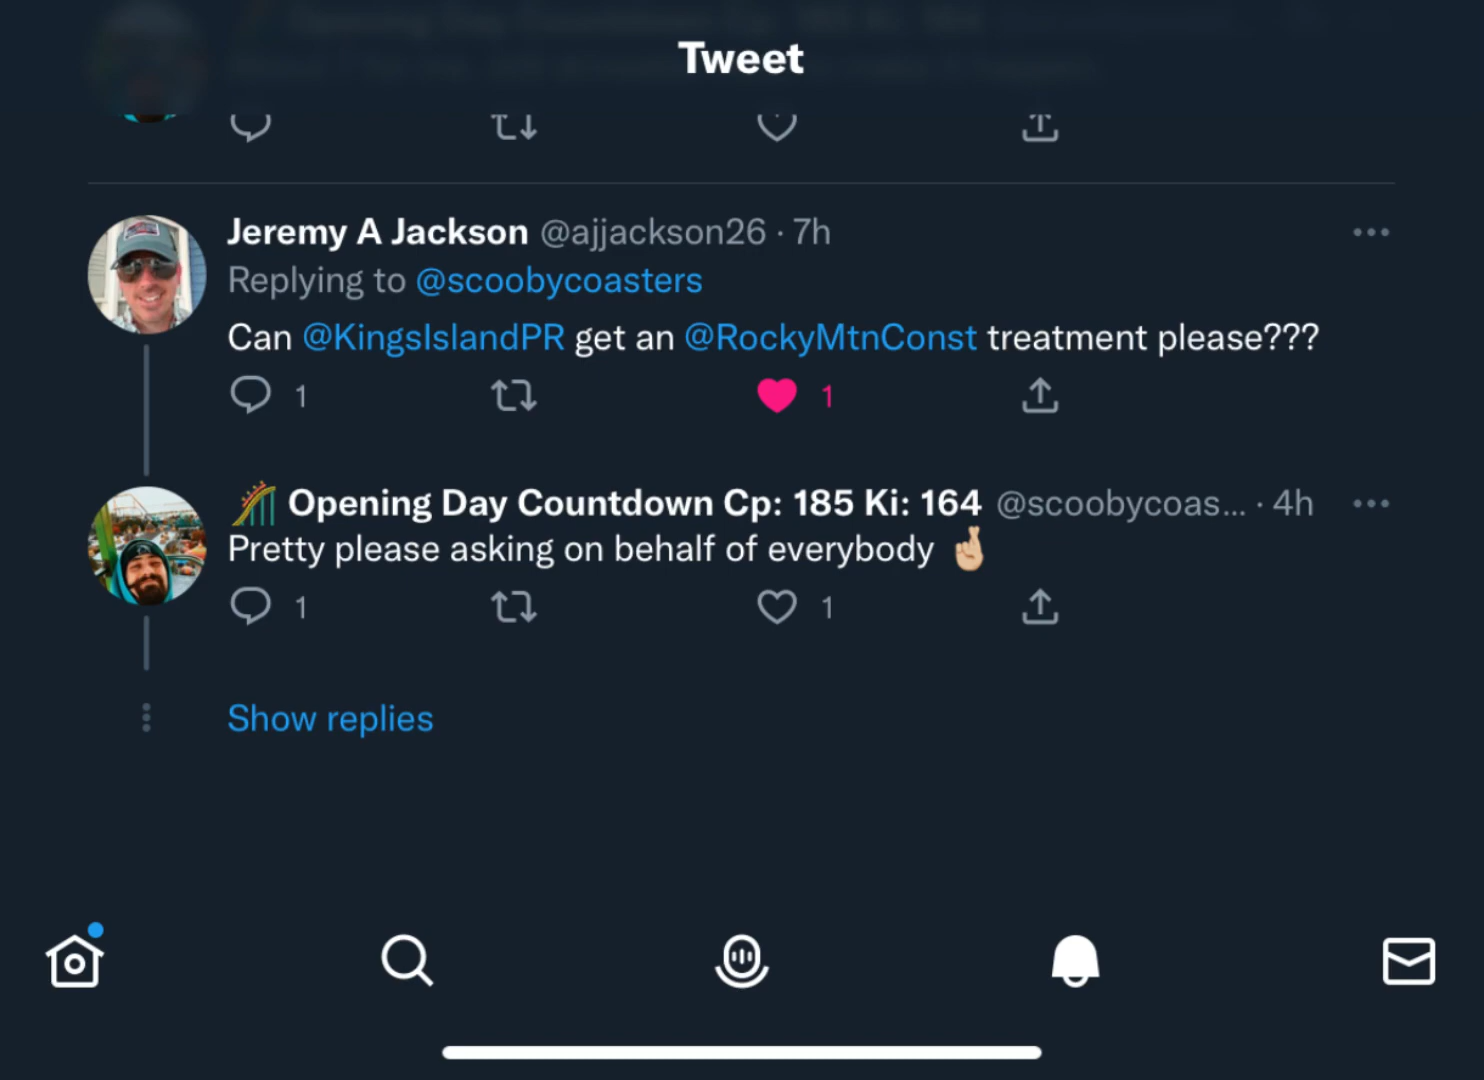 Tweet
Jeremy A Jackson @ajjackson26 · 7h
Replying to @scoobycoasters
Can @KingsIslandPR get an @RockyMtnConst treatment please???
1 1
Opening Day Countdown Cp: 185 Ki: 164 @scoobycoas... · 4h
Pretty please asking on behalf of everybody 🤞🏼
1 1
Show replies